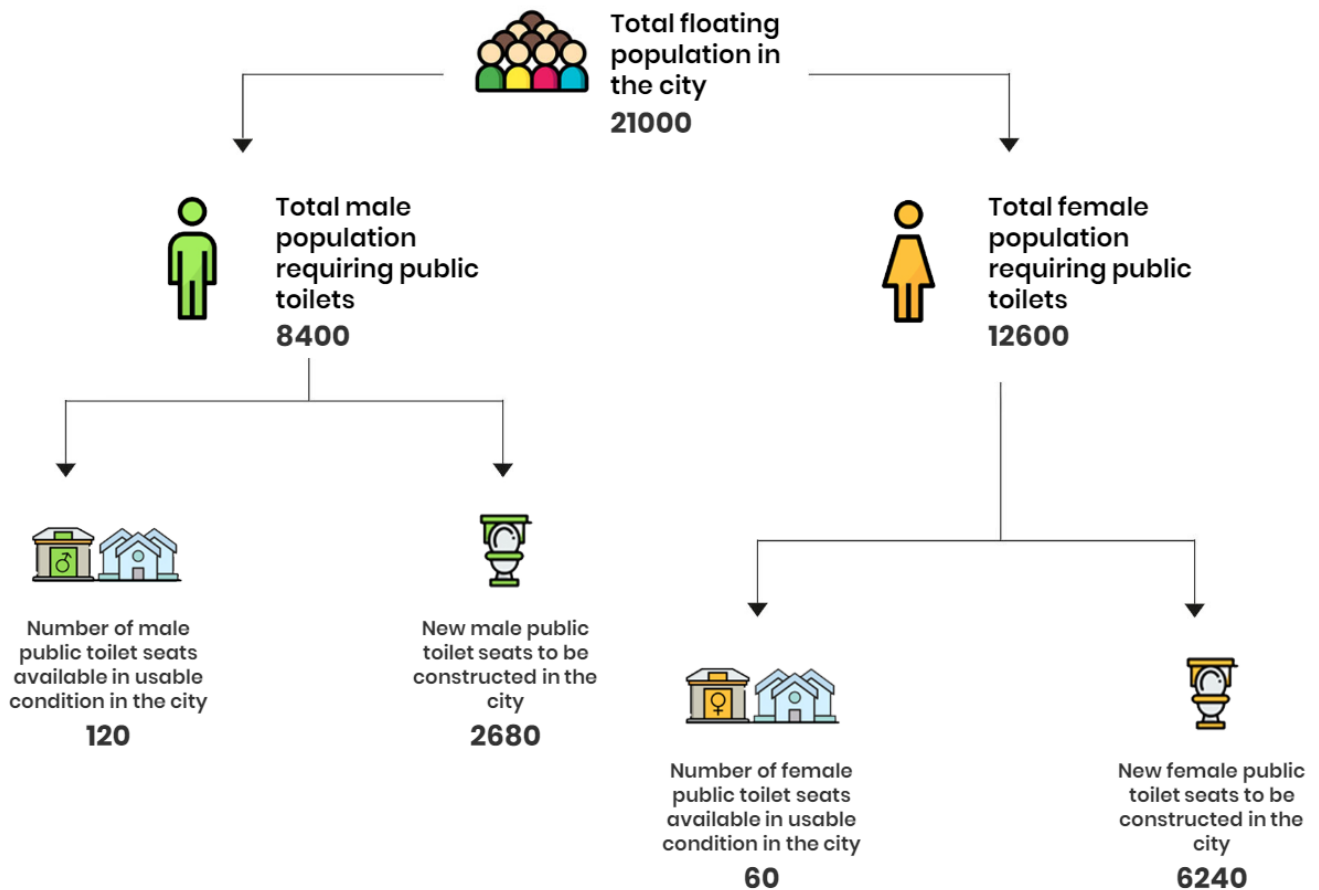 Total floating
population in
the city
21000
Total male
population
requiring public
toilets
8400
Total female
population
requiring public
toilets
12600
Number of male
public toilet seats
available in usable
condition in the city
120
New male public
toilet seats to be
constructed in the
city
2680
Number of female
public toilet seats
available in usable
condition in the city
60
New female public
toilet seats to be
constructed in the
city
6240